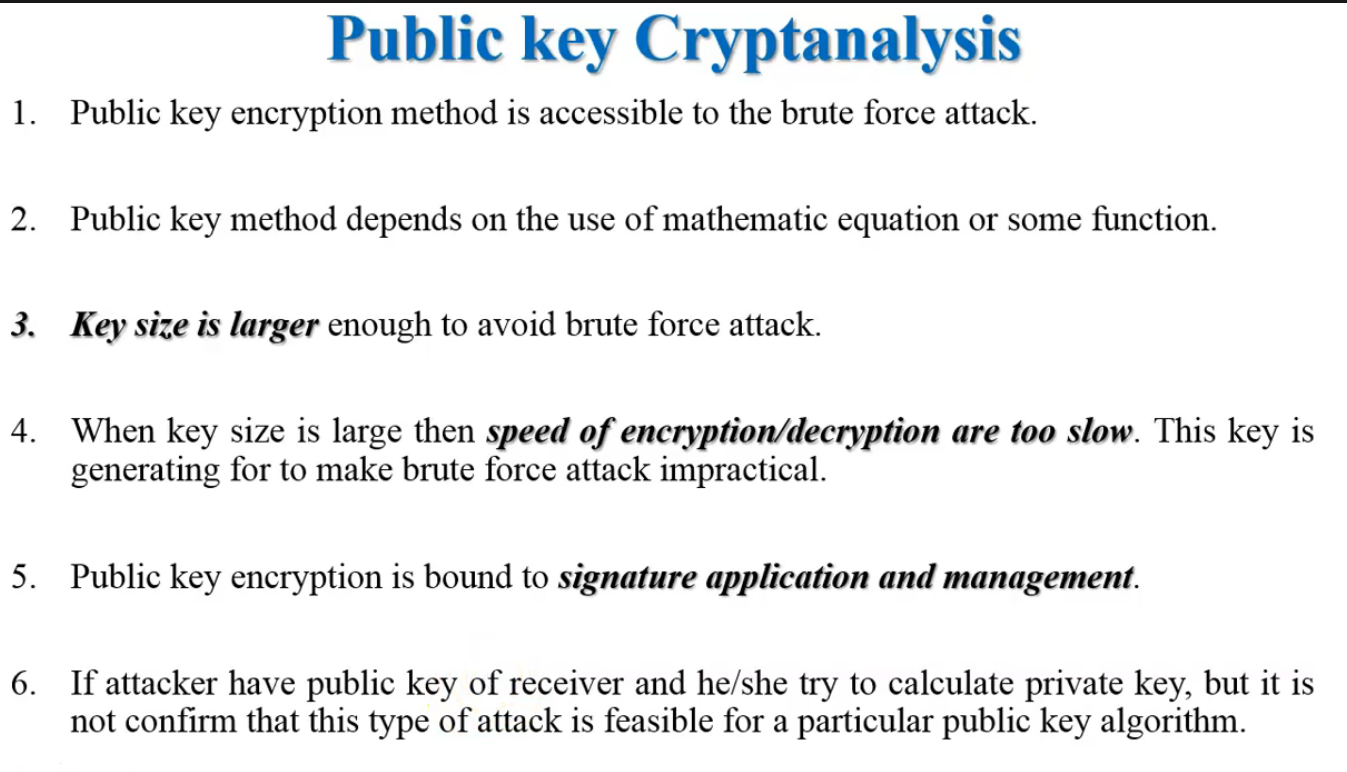 Public key Cryptanalysis
1. Public key encryption method is accessible to the brute force attack.
2. Public key method depends on the use of mathematic equation or some function.
3. Key size is larger enough to avoid brute force attack.
4. When key size is large then speed of encryption/decryption are too slow. This key is
generating for to make brute force attack impractical.
5. Public key encryption is bound to signature application and management.
6. If attacker have public key of receiver and he/she try to calculate private key, but it is
not confirm that this type of attack is feasible for a particular public key algorithm.